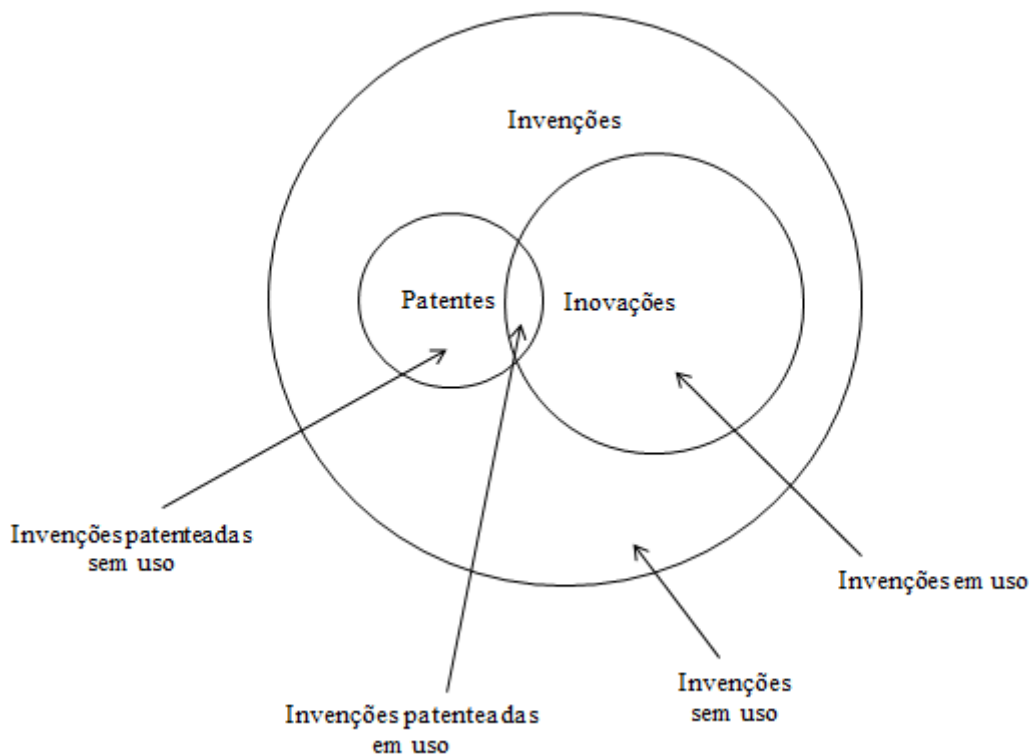 Invenções
Patentes
Inovações
Invenções patenteadas
sem uso
Invenções em uso
Invenções
sem uso
Invenções patenteadas
em uso